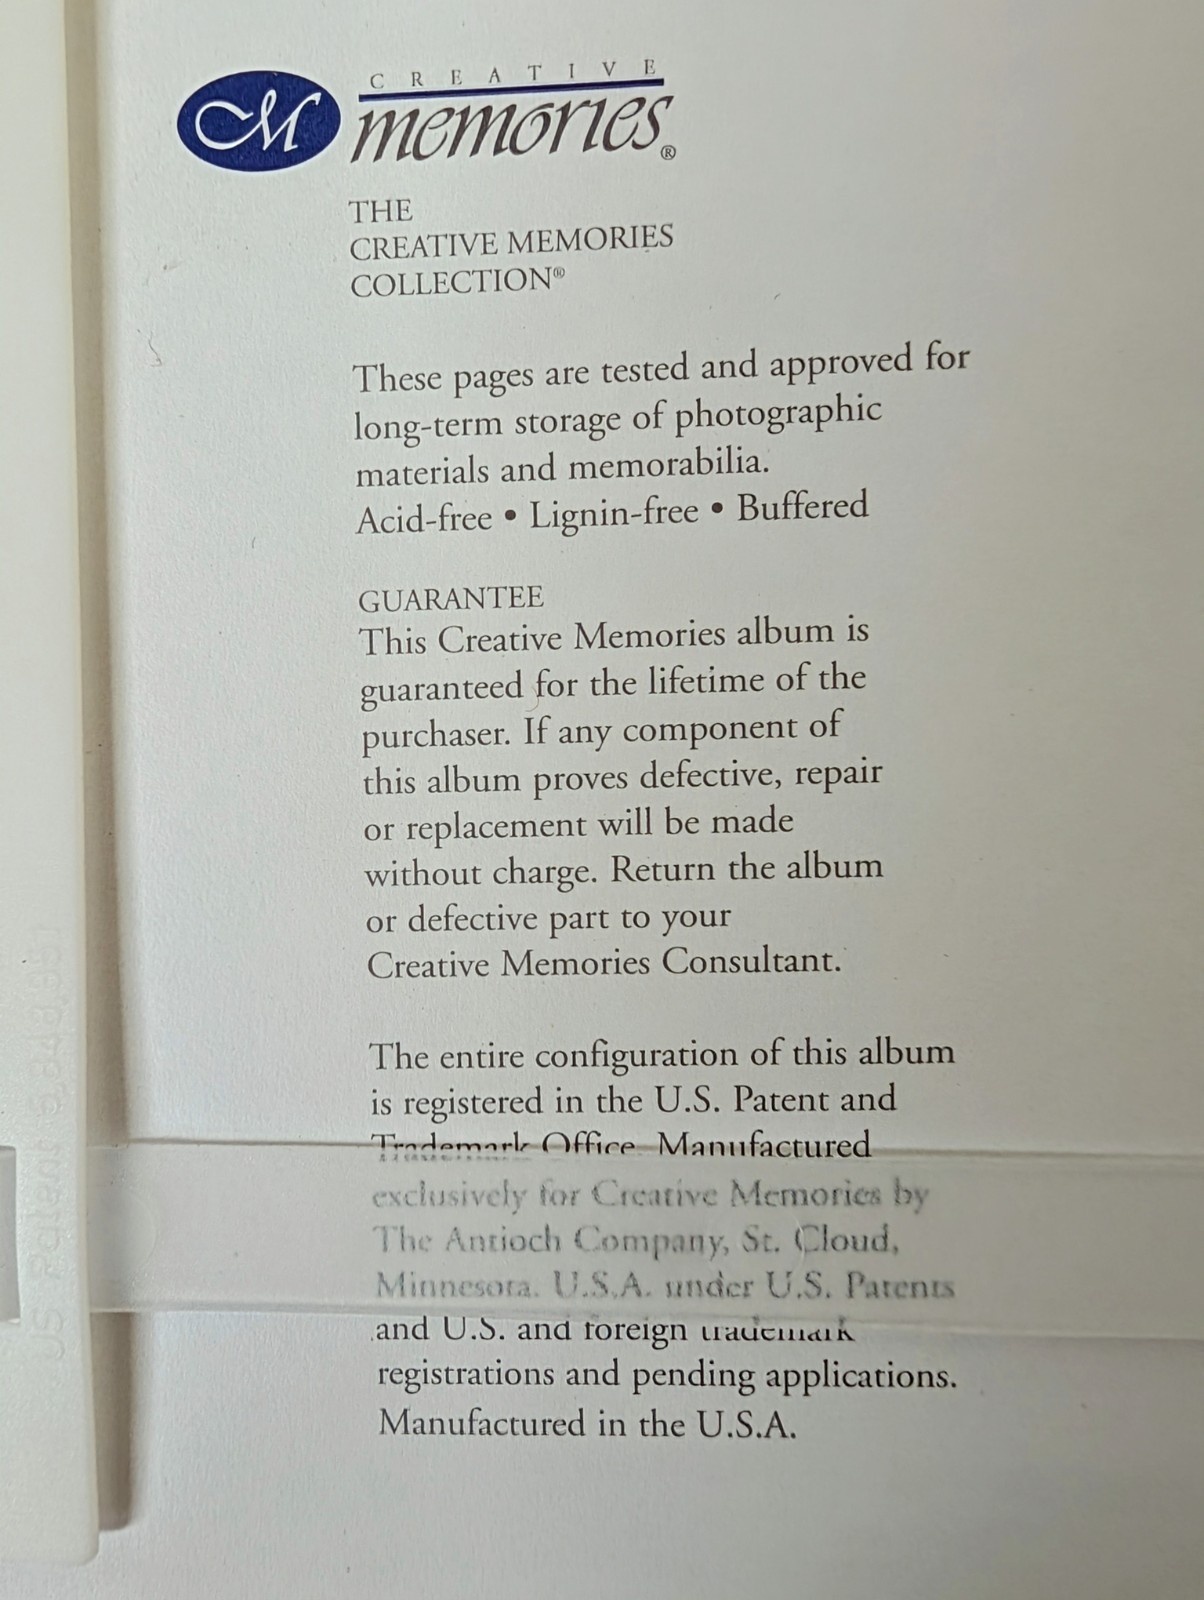 CM
CREATIVE
memories®
THE
CREATIVE MEMORIES
COLLECTION®
These pages are tested and approved for
long-term storage of photographic
materials and memorabilia.
Acid-free • Lignin-free • Buffered
GUARANTEE
This Creative Memories album is
guaranteed for the lifetime of the
purchaser. If any component of
this album proves defective, repair
or replacement will be made
without charge. Return the album
or defective part to your
Creative Memories Consultant.
The entire configuration of this album
is registered in the U.S. Patent and
Trademark Office. Manufactured
exclusively for Creative Memories by
The Antioch Company, St. Cloud,
Minnesota. U.S.A. under U.S. Patents
and U.S. and foreign trademark
registrations and pending applications.
Manufactured in the U.S.A.
US Patent